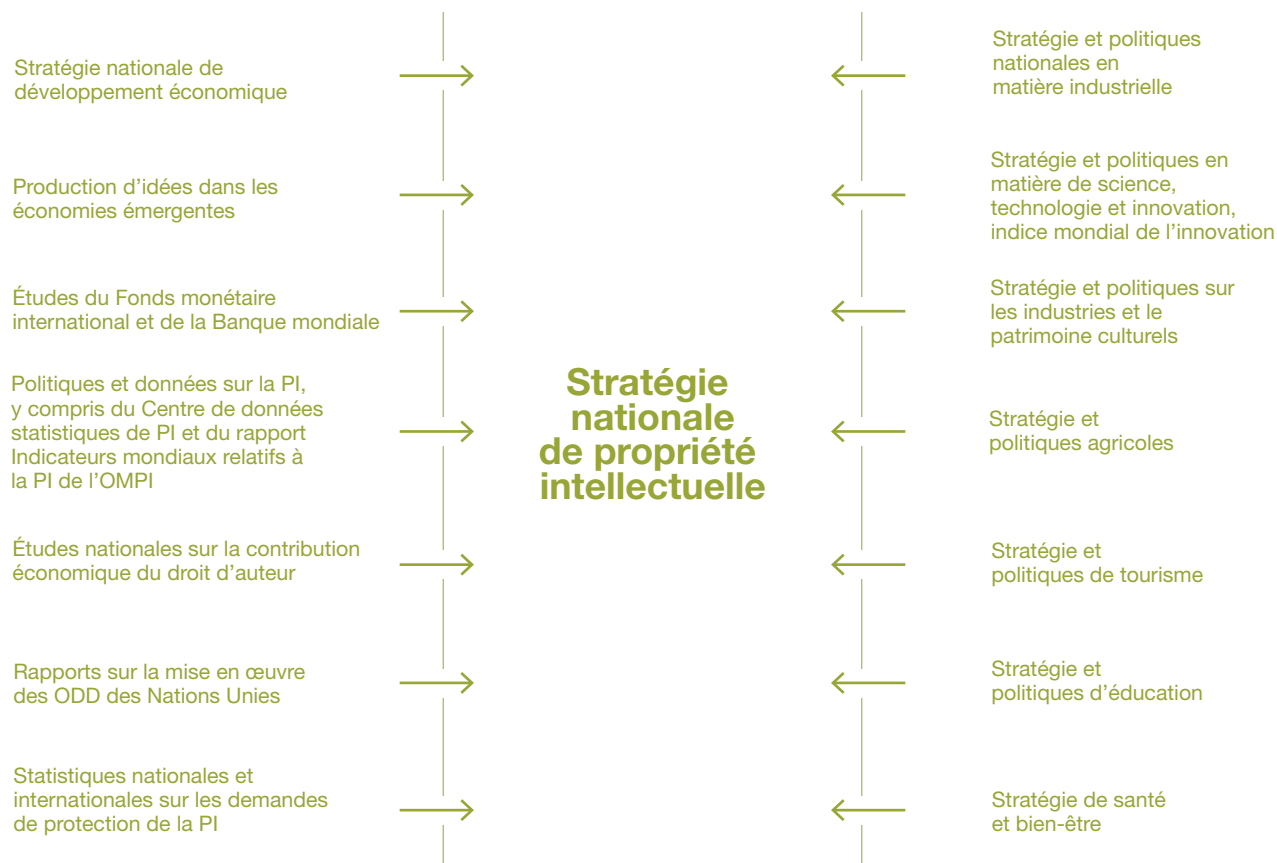 Stratégie nationale de
développement économique
Production d’idées dans les
économies émergentes
Études du Fonds monétaire
international et de la Banque mondiale
Politiques et données sur la PI,
y compris du Centre de données
statistiques de PI et du rapport
Indicateurs mondiaux relatifs à
la PI de l’OMPI
Études nationales sur la contribution
économique du droit d’auteur
Rapports sur la mise en œuvre
des ODD des Nations Unies
Statistiques nationales et
internationales sur les demandes
de protection de la PI
Stratégie
nationale
de propriété
intellectuelle
Stratégie et politiques
nationales en
matière industrielle
Stratégie et politiques en
matière de science,
technologie et innovation,
indice mondial de l’innovation
Stratégie et politiques sur
les industries et le
patrimoine culturels
Stratégie et
politiques agricoles
Stratégie et
politiques de tourisme
Stratégie et
politiques d’éducation
Stratégie de santé
et bien-être